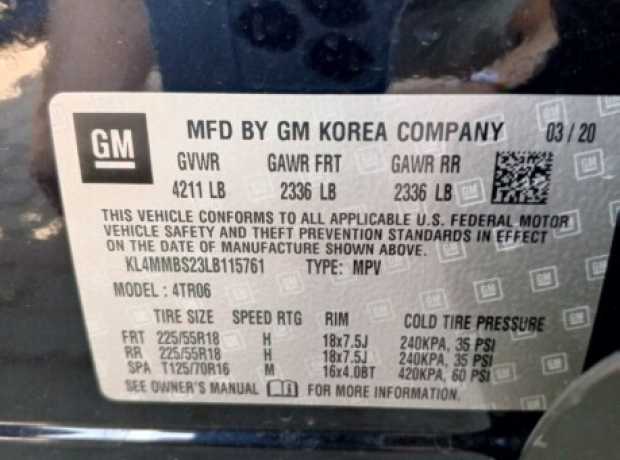 GM MFD BY GM KOREA COMPANY 03/20
GVWR GAWR FRT GAWR RR
4211 LB 2336 LB 2336 LB
THIS VEHICLE CONFORMS TO ALL APPLICABLE U.S. FEDERAL MOTOR
VEHICLE SAFETY AND THEFT PREVENTION STANDARDS IN EFFECT
ON THE DATE OF MANUFACTURE SHOWN ABOVE.
KL4MMBS23LB115761 TYPE: MPV
MODEL : 4TR06
TIRE SIZE SPEED RTG RIM COLD TIRE PRESSURE
FRT 225/55R18 H 18x7.5J 240KPA, 35 PSI
RR 225/55R18 H 18x7.5J 240KPA, 35 PSI
SPA T125/70R16 M 16x4.0BT 420KPA, 60 PSI
SEE OWNER'S MANUAL FOR MORE INFORMATION.